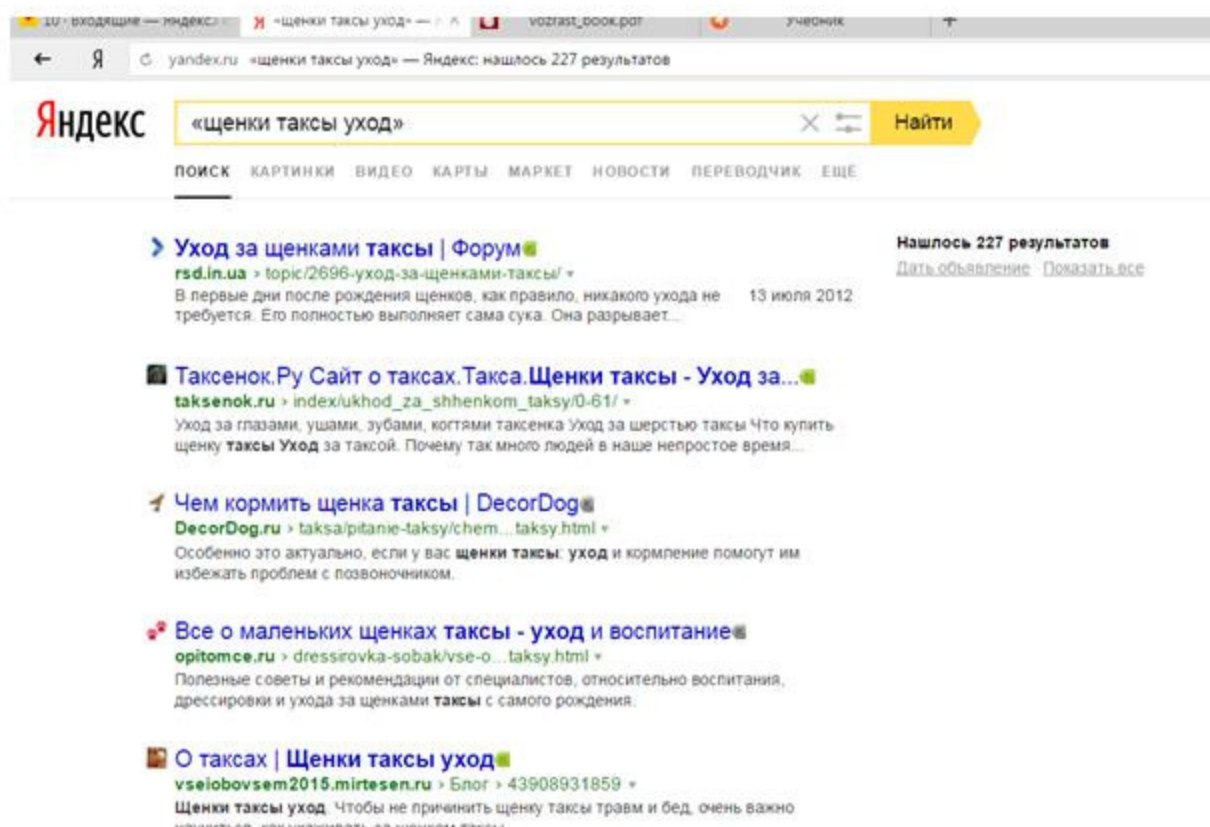 10 · Входящие — Яндекс.
Я «щенки таксы уход» —
vozrast_book.pdf
Учебник
+
← Я yandex.ru «щенки таксы уход» — Яндекс: нашлось 227 результатов
Яндекс «щенки таксы уход» Найти
ПОИСК КАРТИНКИ ВИДЕО КАРТЫ МАРКЕТ НОВОСТИ ПЕРЕВОДЧИК ЕЩЁ
Уход за щенками таксы | Форум
rsd.in.ua › topic/2696-уход-за-щенками-таксы/
В первые дни после рождения щенков, как правило, никакого ухода не 13 июля 2012
требуется. Его полностью выполняет сама сука. Она разрывает...
Таксенок.Ру Сайт о таксах.Такса.Щенки таксы - Уход за...
taksenok.ru › index/ukhod_za_shhenkom_taksy/0-61/
Уход за глазами, ушами, зубами, когтями таксенка Уход за шерстью таксы Что купить
щенку таксы Уход за таксой. Почему так много людей в наше непростое время...
Чем кормить щенка таксы | DecorDog
DecorDog.ru › taksa/pitanie-taksy/chem...taksy.html
Особенно это актуально, если у вас щенки таксы: уход и кормление помогут им
избежать проблем с позвоночником.
Все о маленьких щенках таксы - уход и воспитание
opitomce.ru › dressirovka-sobak/vse-o...taksy.html
Полезные советы и рекомендации от специалистов, относительно воспитания,
дрессировки и ухода за щенками таксы с самого рождения.
О таксах | Щенки таксы уход
vseiobovsem2015.mirtesen.ru › Блог › 43908931859
Щенки таксы уход. Чтобы не причинить щенку таксы травм и бед, очень важно
научиться, как ухаживать за щенком таксы
Нашлось 227 результатов
Дать объявление Показать все